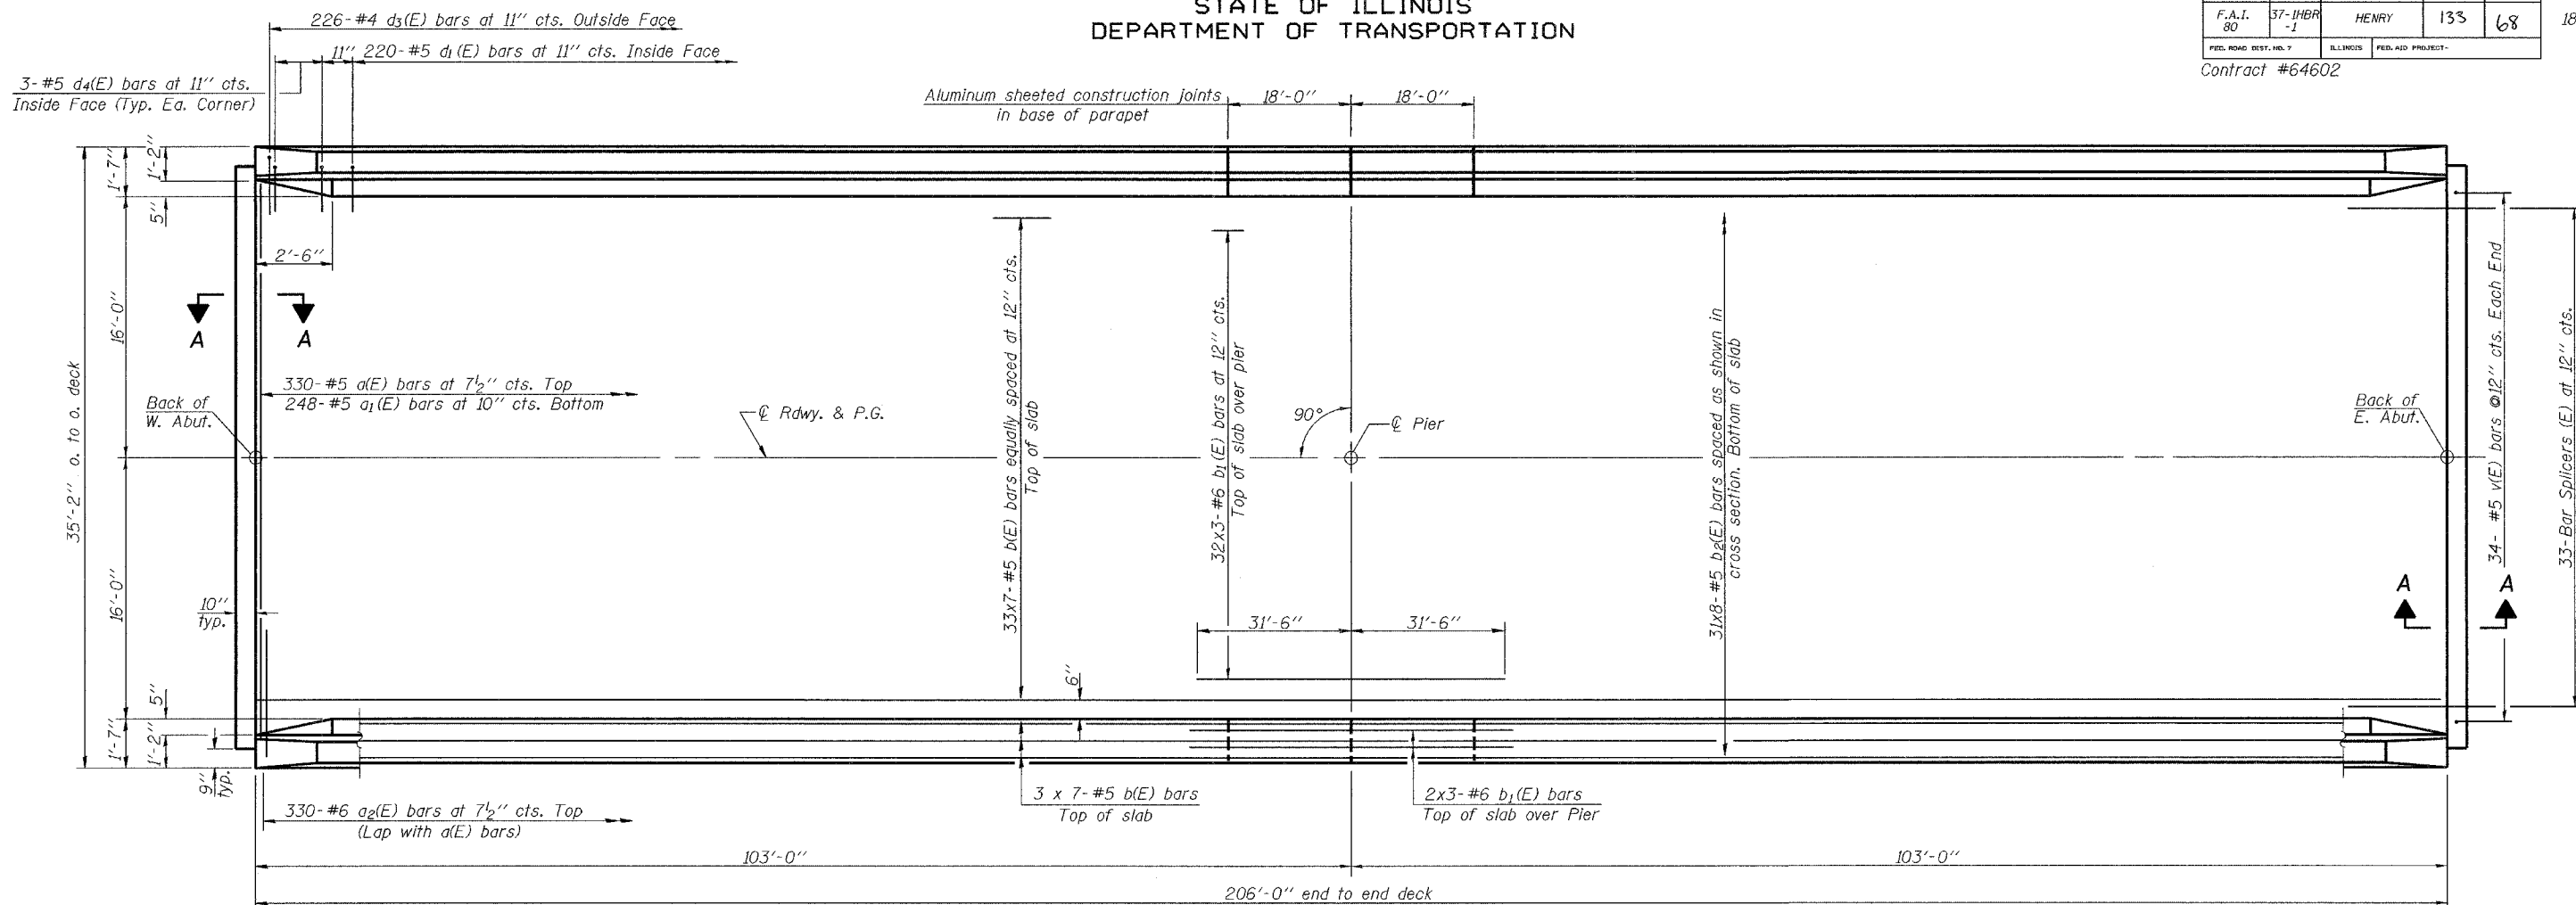 STATE OF ILLINOIS
DEPARTMENT OF TRANSPORTATION
F.A.I. 80
37-1HBR -1
HENRY
133
68
18
FED. ROAD DIST. NO. 7
ILLINOIS
FED. AID PROJECT-
Contract #64602
226-#4 d3(E) bars at 11'' cts. Outside Face
11'' 220-#5 d1(E) bars at 11'' cts. Inside Face
3-#5 d4(E) bars at 11'' cts.
Inside Face (Typ. Ea. Corner)
Aluminum sheeted construction joints
in base of parapet
18'-0''
18'-0''
1'-7''
1'-2''
5''
2'-6''
16'-0''
A
A
35'-2'' o. to o. deck
330-#5 a(E) bars at 7½'' cts. Top
248-#5 a1(E) bars at 10'' cts. Bottom
Back of
W. Abut.
℄ Rdwy. & P.G.
33x7-#5 b(E) bars equally spaced at 12'' cts.
Top of slab
32x3-#6 b1(E) bars at 12'' cts.
Top of slab over pier
90°
℄ Pier
31x8-#5 b2(E) bars spaced as shown in
cross section. Bottom of slab
Back of
E. Abut.
34-#5 v(E) bars @12'' cts. Each End
33-Bar Splicers (E) at 12'' cts.
16'-0''
10''
typ.
31'-6''
31'-6''
A
A
6''
5''
1'-7''
1'-2''
9''
typ.
330-#6 a2(E) bars at 7½'' cts. Top
(Lap with a(E) bars)
3 x 7-#5 b(E) bars
Top of slab
2x3-#6 b1(E) bars
Top of slab over Pier
103'-0''
103'-0''
206'-0'' end to end deck